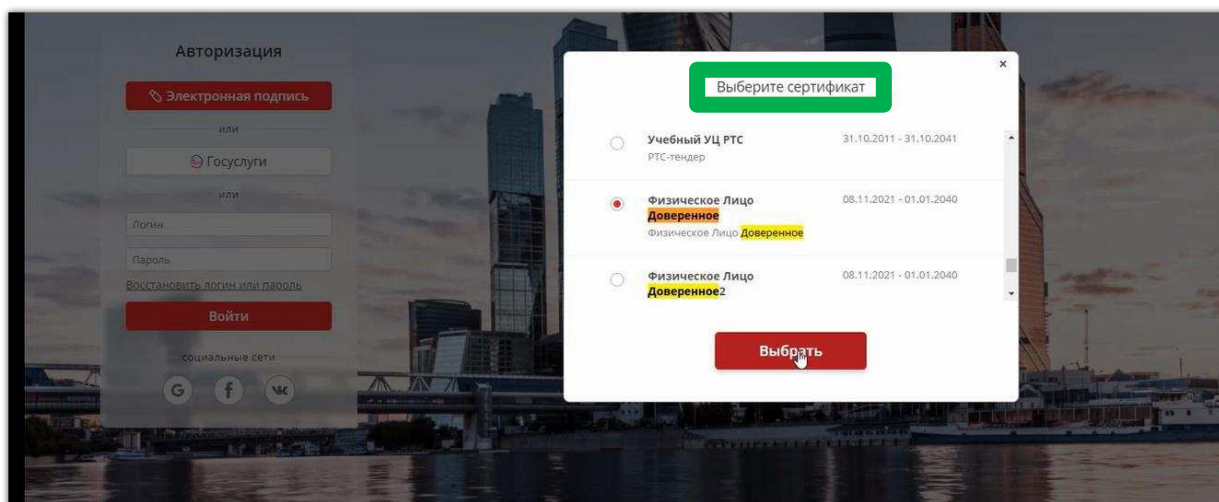 Авторизация
Электронная подпись
или
Госуслуги
или
Логин
Пароль
Восстановить логин или пароль
Войти
социальные сети
G f вк
Выберите сертификат
×
Учебный УЦ РТС 31.10.2011 - 31.10.2041
РТС-тендер
Физическое Лицо 08.11.2021 - 01.01.2040
Доверенное
Физическое Лицо Доверенное
Физическое Лицо 08.11.2021 - 01.01.2040
Доверенное2
Выбрать